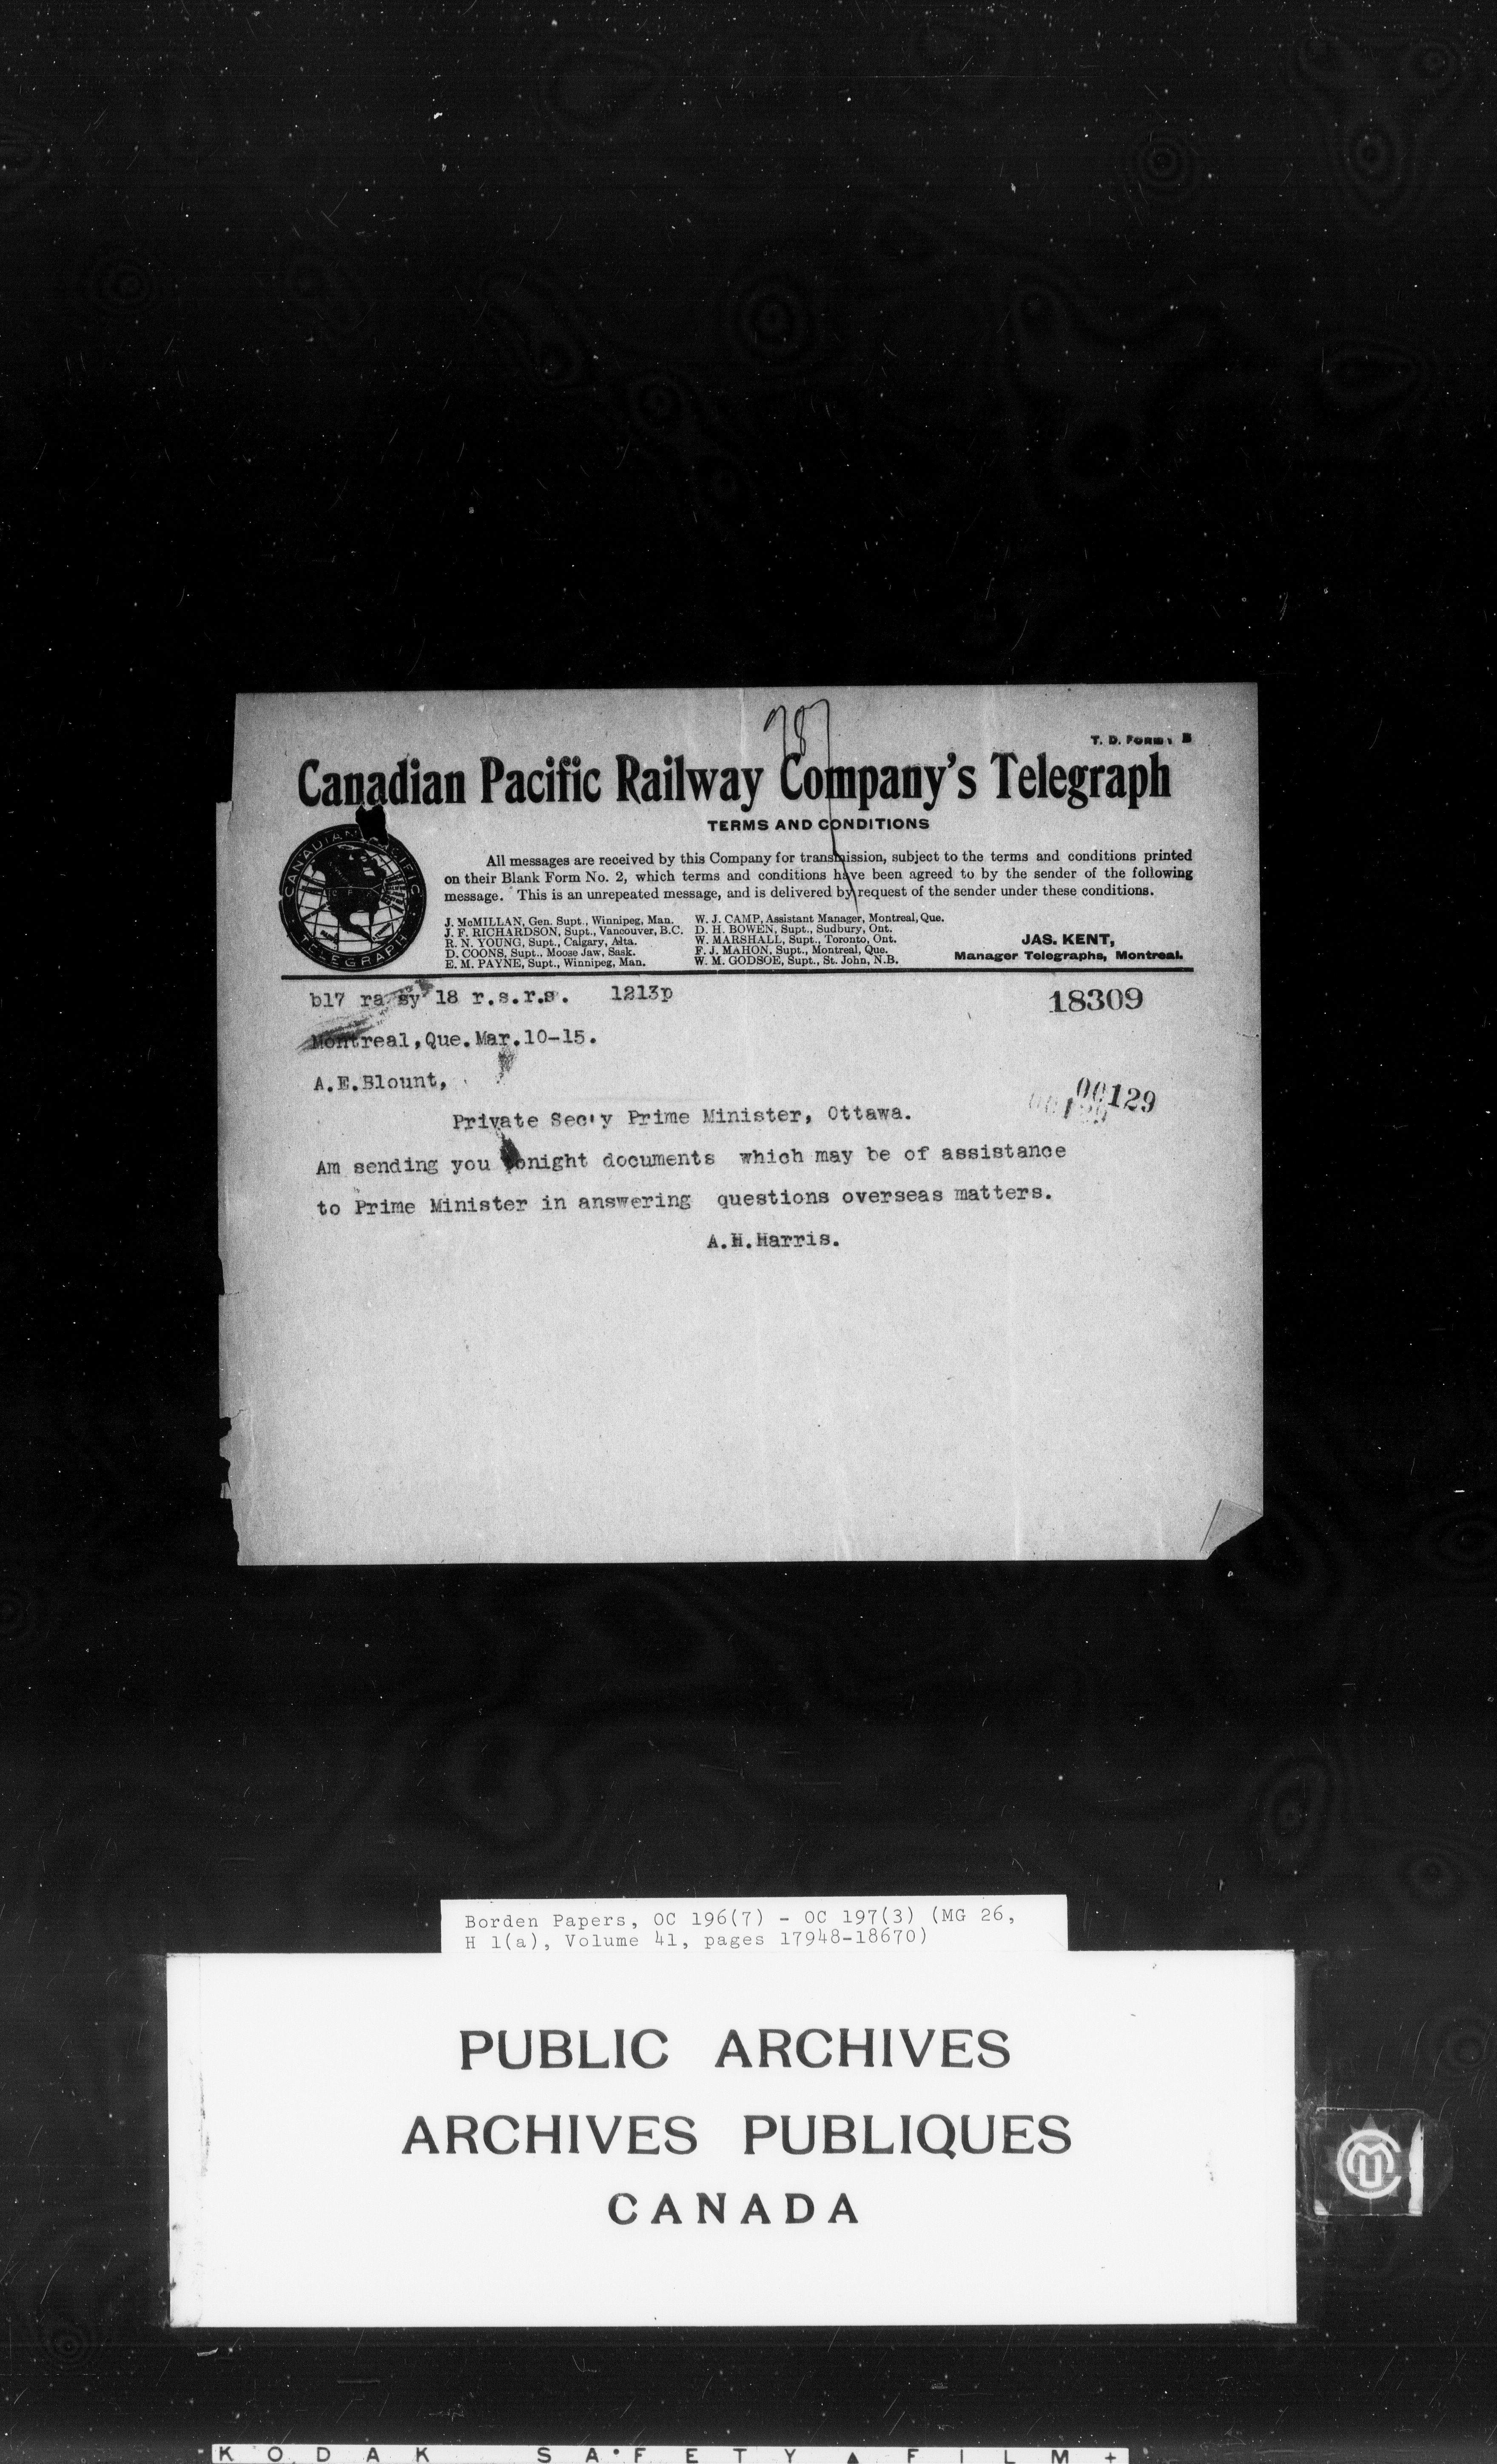 197
T. D. FORM 1 B
Canadian Pacific Railway Company's Telegraph
TERMS AND CONDITIONS
CANADIAN PACIFIC
TELEGRAPH
All messages are received by this Company for transmission, subject to the terms and conditions printed
on their Blank Form No. 2, which terms and conditions have been agreed to by the sender of the following
message. This is an unrepeated message, and is delivered by request of the sender under these conditions.
J. McMILLAN, Gen. Supt., Winnipeg, Man.
J. F. RICHARDSON, Supt., Vancouver, B.C.
R. N. YOUNG, Supt., Calgary, Alta.
D. COONS, Supt., Moose Jaw, Sask.
E. M. PAYNE, Supt., Winnipeg, Man.
W. J. CAMP, Assistant Manager, Montreal, Que.
D. H. BOWEN, Supt., Sudbury, Ont.
W. MARSHALL, Supt., Toronto, Ont.
F. J. MAHON, Supt., Montreal, Que.
W. M. GODSOE, Supt., St. John, N.B.
JAS. KENT,
Manager Telegraphs, Montreal.
b17 ra sy 18 r.s.r.s. 1213p
18309
Montreal,Que.Mar.10-15.
A.E.Blount,
00129
Private Sec'y Prime Minister, Ottawa.
Am sending you tonight documents which may be of assistance
to Prime Minister in answering questions overseas matters.
A.H.Harris.
Borden Papers, OC 196(7) - OC 197(3) (MG 26,
H 1(a), Volume 41, pages 17948-18670)
PUBLIC ARCHIVES
ARCHIVES PUBLIQUES
CANADA
KODAK SAFETY FILM